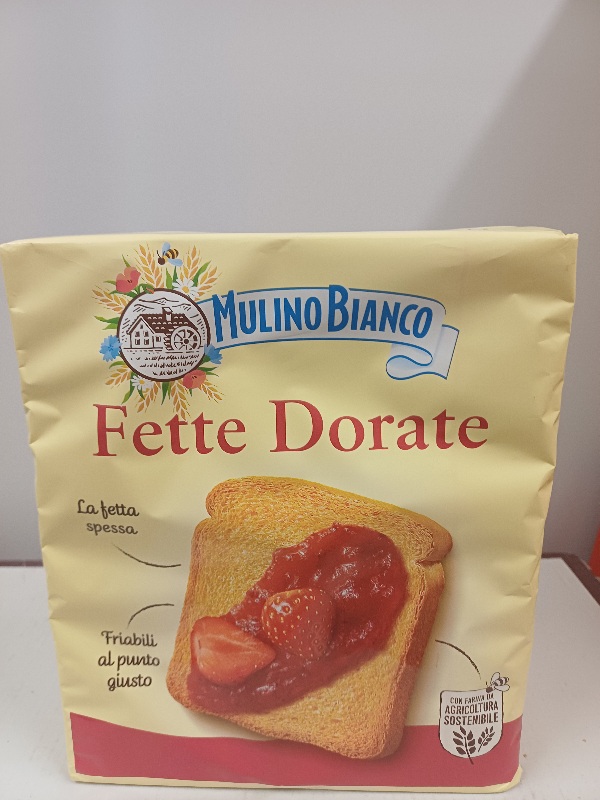 MULINO BIANCO
Fette Dorate
La fetta
spessa
Friabili
al punto
giusto
CON FARINA DA
AGRICOLTURA
SOSTENIBILE